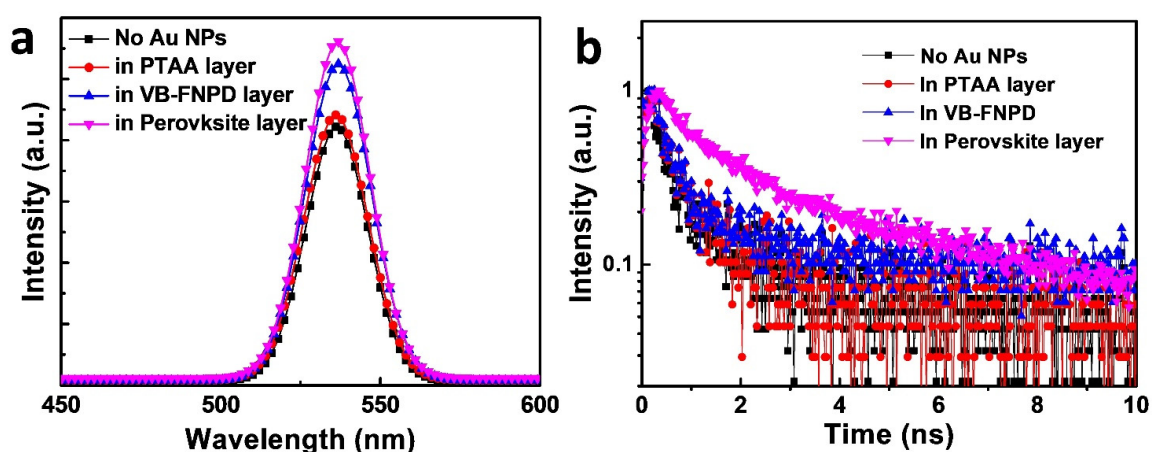 a
No Au NPs
in PTAA layer
in VB-FNPD layer
in Perovksite layer
Intensity (a.u.)
450
500
550
600
Wavelength (nm)
b
No Au NPs
In PTAA layer
In VB-FNPD
In Perovskite layer
Intensity (a.u.)
1
0.1
0
2
4
6
8
10
Time (ns)